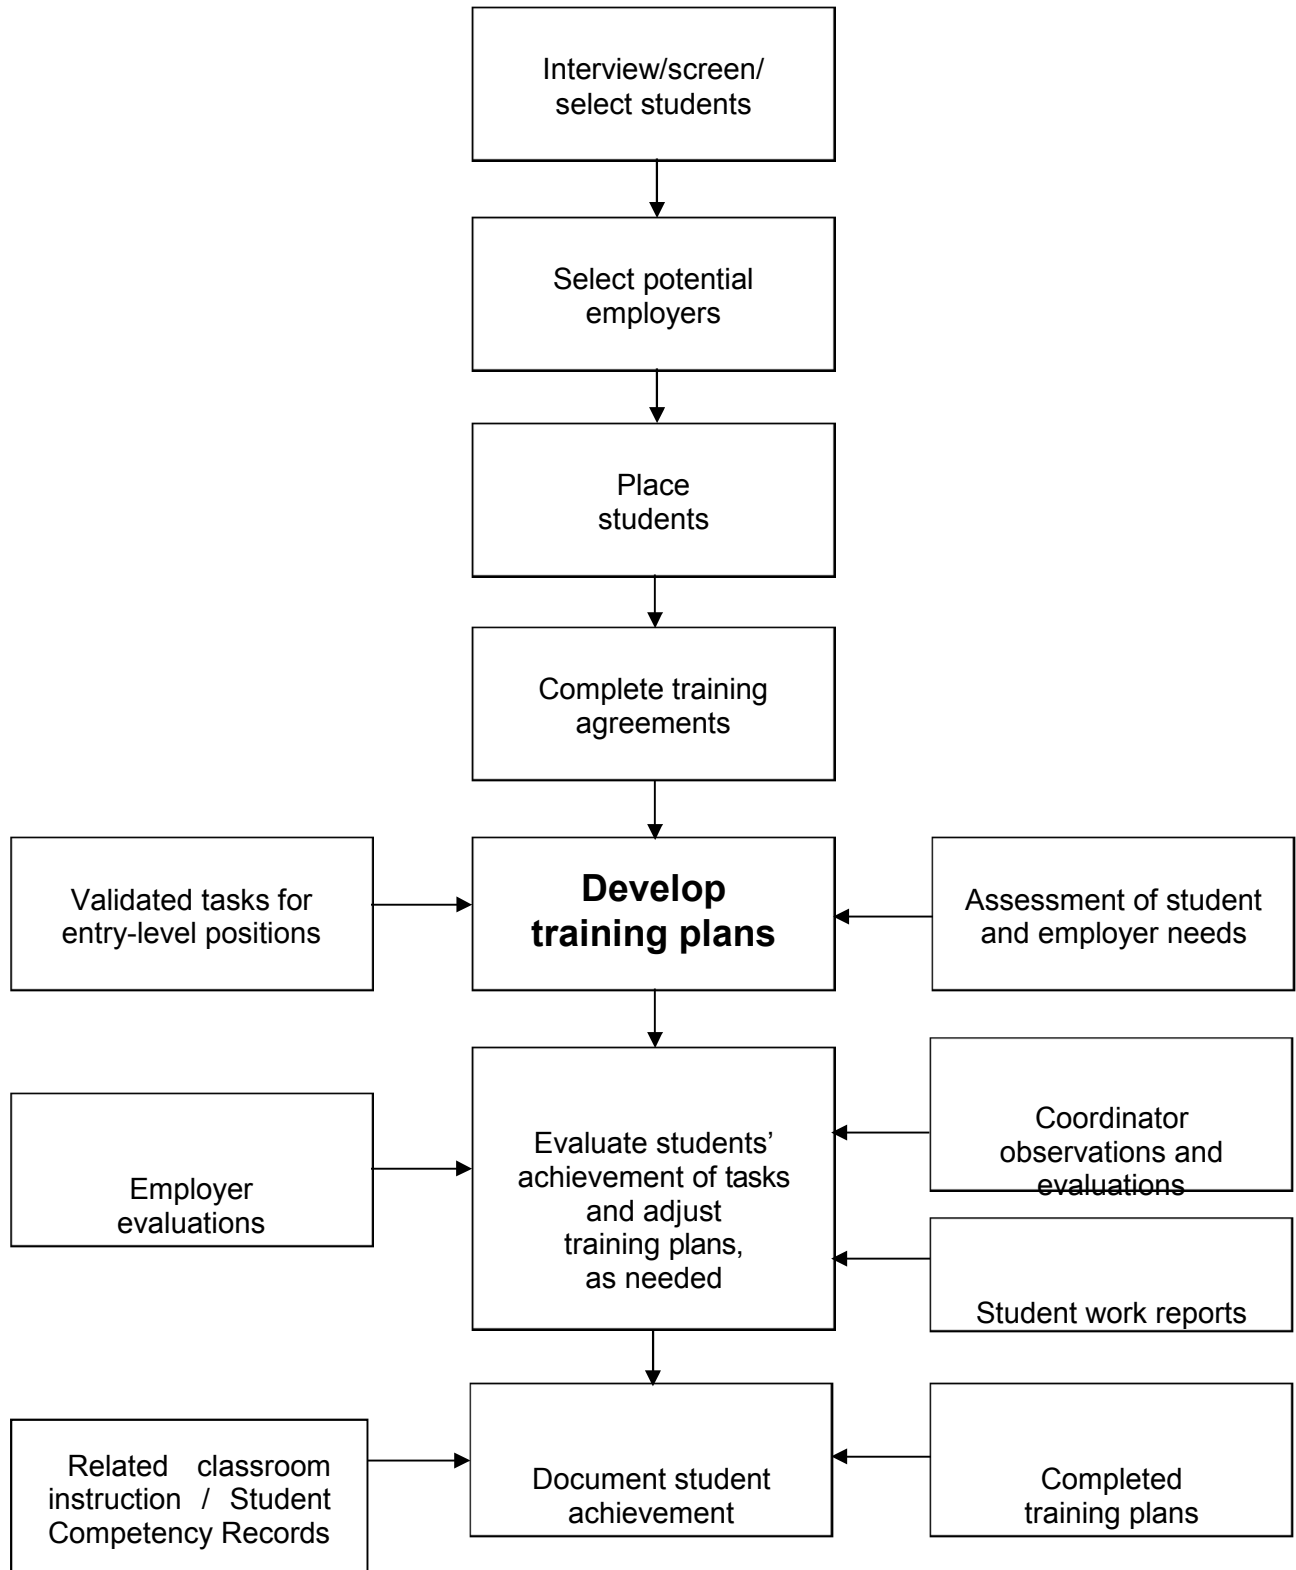 Interview/screen/
select students
Select potential
employers
Place
students
Complete training
agreements
Validated tasks for
entry-level positions
Develop
training plans
Assessment of student
and employer needs
Employer
evaluations
Evaluate students’
achievement of tasks
and adjust
training plans,
as needed
Coordinator
observations and
evaluations
Student work reports
Related classroom
instruction / Student
Competency Records
Document student
achievement
Completed
training plans